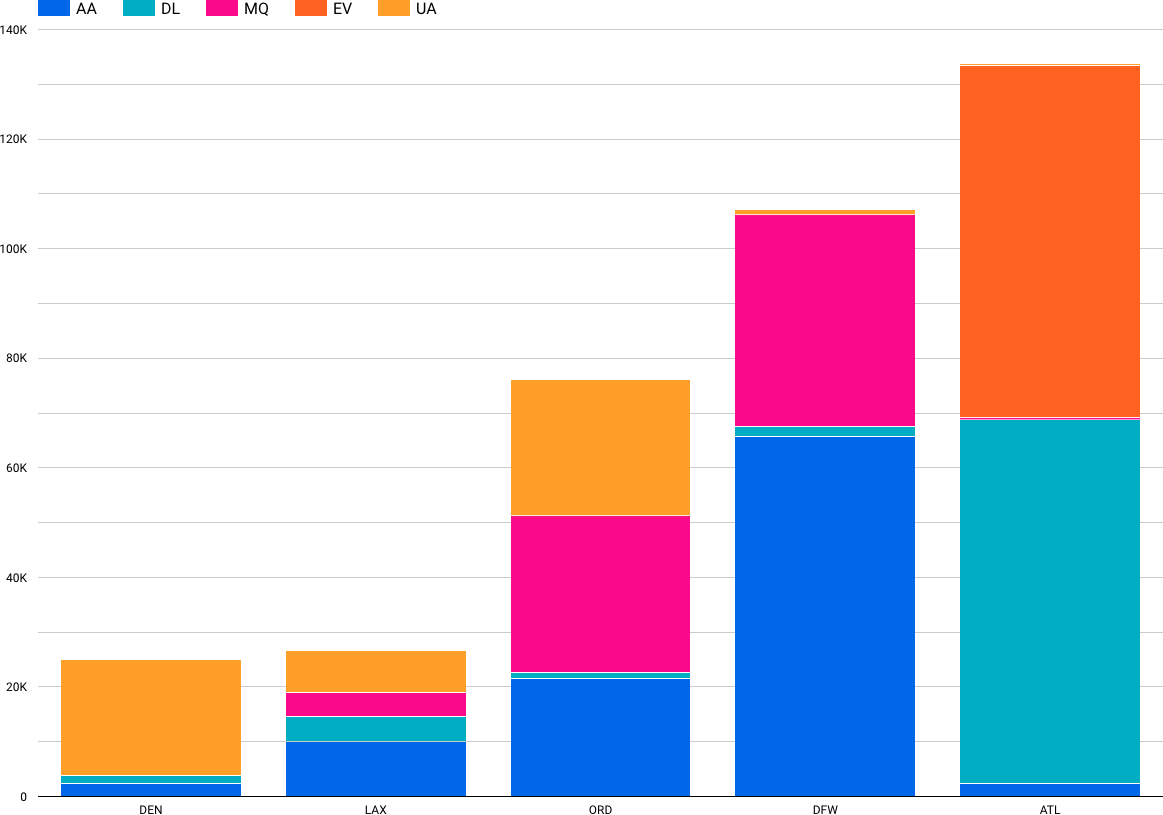 AA DL MQ EV UA
140K
120K
100K
80K
60K
40K
20K
0
DEN LAX ORD DFW ATL